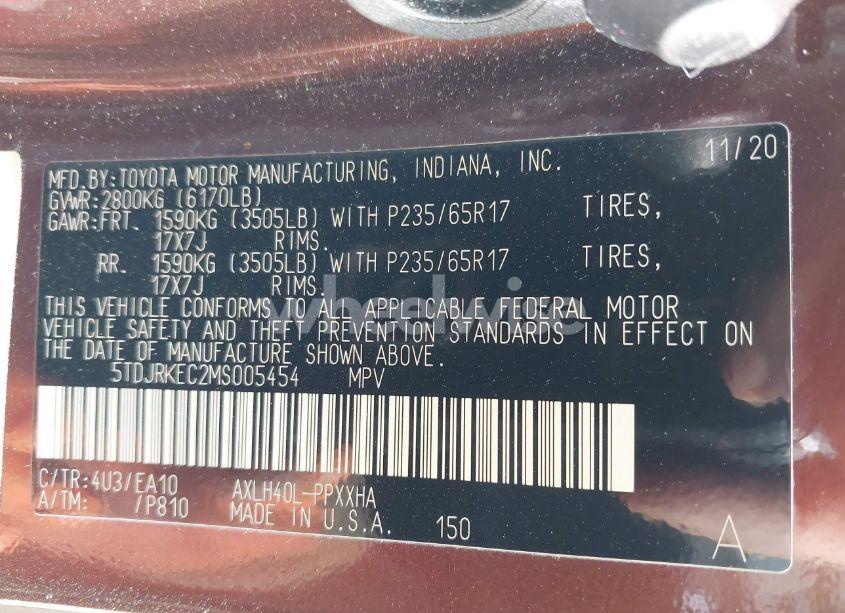 11/20
MFD.BY:TOYOTA MOTOR MANUFACTURING, INDIANA, INC.
GVWR:2800KG (6170LB)
GAWR:FRT. 1590KG (3505LB) WITH P235/65R17 TIRES,
17X7J RIMS.
RR. 1590KG (3505LB) WITH P235/65R17 TIRES,
17X7J RIMS.
THIS VEHICLE CONFORMS TO ALL APPLICABLE FEDERAL MOTOR
VEHICLE SAFETY AND THEFT PREVENTION STANDARDS IN EFFECT ON
THE DATE OF MANUFACTURE SHOWN ABOVE.
5TDJRKEC2MS005454 MPV
C/TR:4U3/EA10 AXLH40L-PPXXHA
A/TM: /P810 MADE IN U.S.A. 150
A
wheelwise